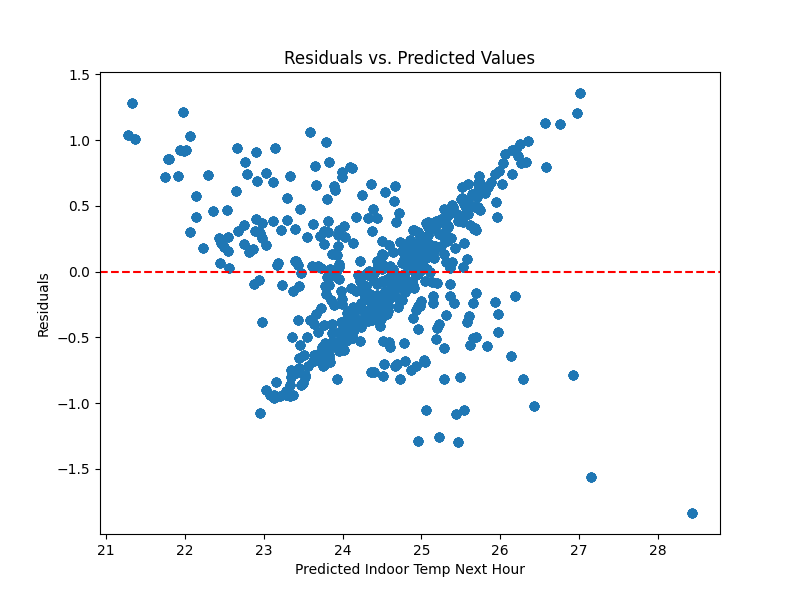 Residuals vs. Predicted Values
1.5
1.0
0.5
0.0
−0.5
−1.0
−1.5
Residuals
21 22 23 24 25 26 27 28
Predicted Indoor Temp Next Hour